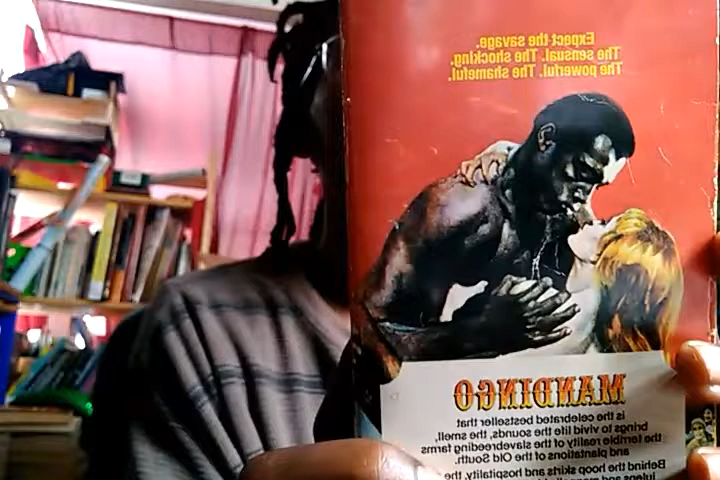 Expect the savage.
The sensual. The shocking.
The powerful. The shameful.
MANDINGO
is the celebrated bestseller that
brings to vivid life the sounds, the smell,
the terrible reality of the slavebreeding farms
and plantations of the Old South.
Behind the hoop skirts and hospitality, the
juleps and